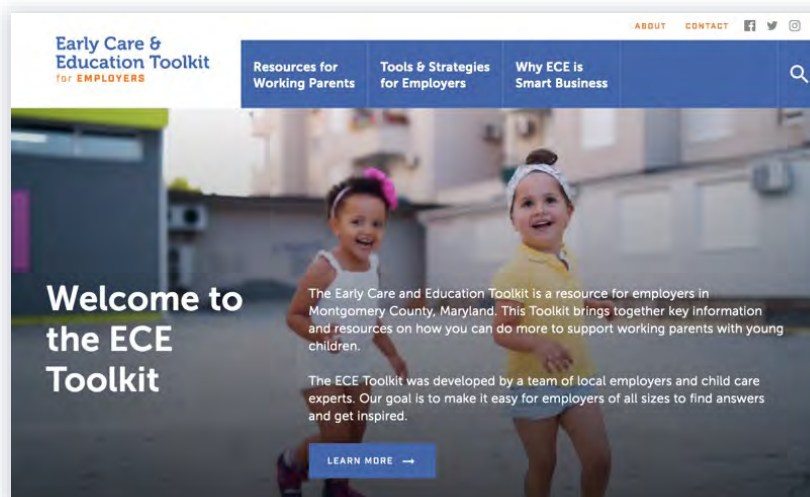 ABOUT CONTACT
Early Care &
Education Toolkit
for EMPLOYERS
Resources for
Working Parents
Tools & Strategies
for Employers
Why ECE is
Smart Business
Welcome to
the ECE
Toolkit
The Early Care and Education Toolkit is a resource for employers in
Montgomery County, Maryland. This Toolkit brings together key information
and resources on how you can do more to support working parents with young
children.
The ECE Toolkit was developed by a team of local employers and child care
experts. Our goal is to make it easy for employers of all sizes to find answers
and get inspired.
LEARN MORE →